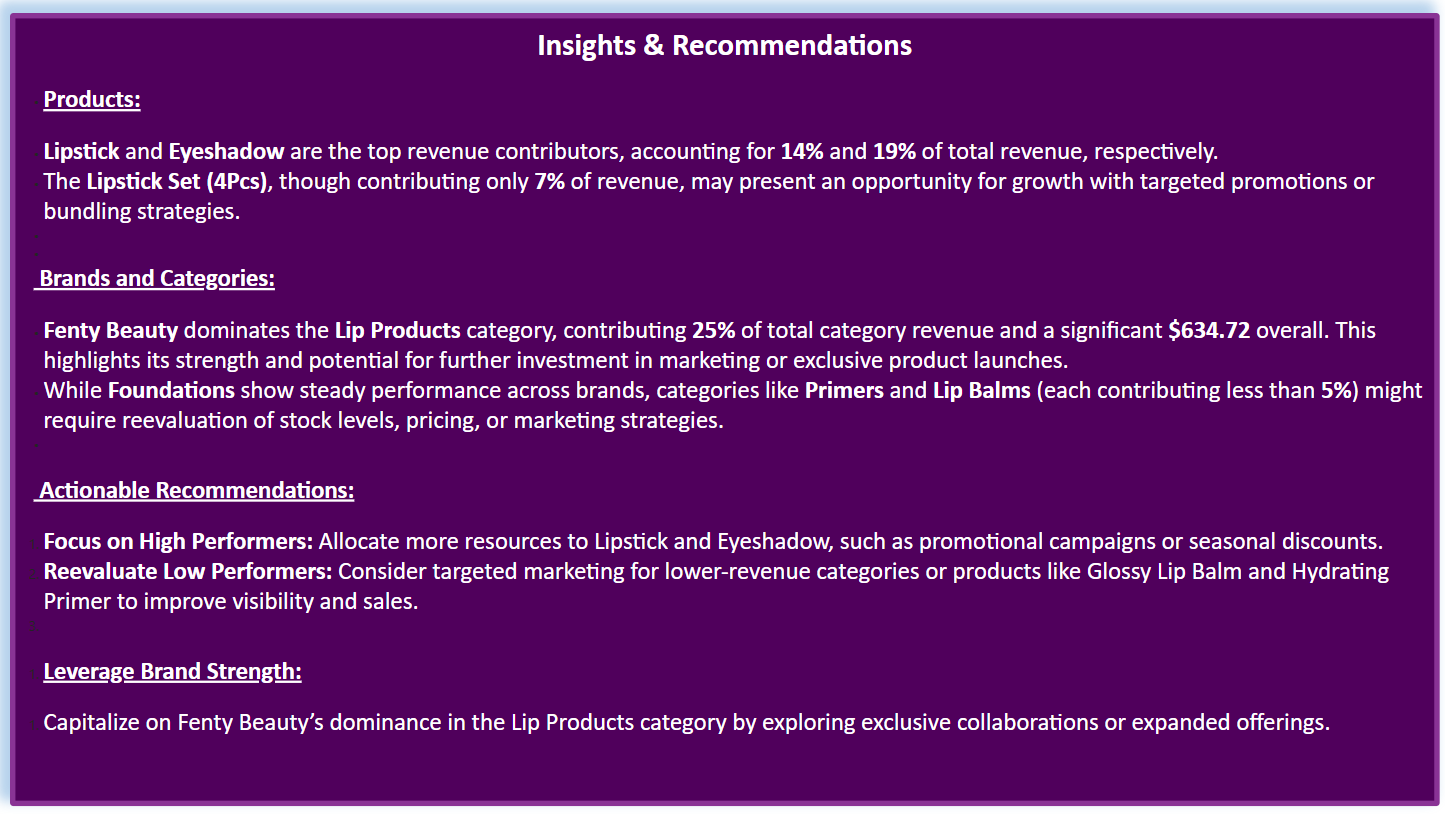 Insights & Recommendations
Products:
Lipstick and Eyeshadow are the top revenue contributors, accounting for 14% and 19% of total revenue, respectively.
The Lipstick Set (4Pcs), though contributing only 7% of revenue, may present an opportunity for growth with targeted promotions or
bundling strategies.
Brands and Categories:
Fenty Beauty dominates the Lip Products category, contributing 25% of total category revenue and a significant $634.72 overall. This
highlights its strength and potential for further investment in marketing or exclusive product launches.
While Foundations show steady performance across brands, categories like Primers and Lip Balms (each contributing less than 5%) might
require reevaluation of stock levels, pricing, or marketing strategies.
Actionable Recommendations:
Focus on High Performers: Allocate more resources to Lipstick and Eyeshadow, such as promotional campaigns or seasonal discounts.
Reevaluate Low Performers: Consider targeted marketing for lower-revenue categories or products like Glossy Lip Balm and Hydrating
Primer to improve visibility and sales.
Leverage Brand Strength:
Capitalize on Fenty Beauty’s dominance in the Lip Products category by exploring exclusive collaborations or expanded offerings.